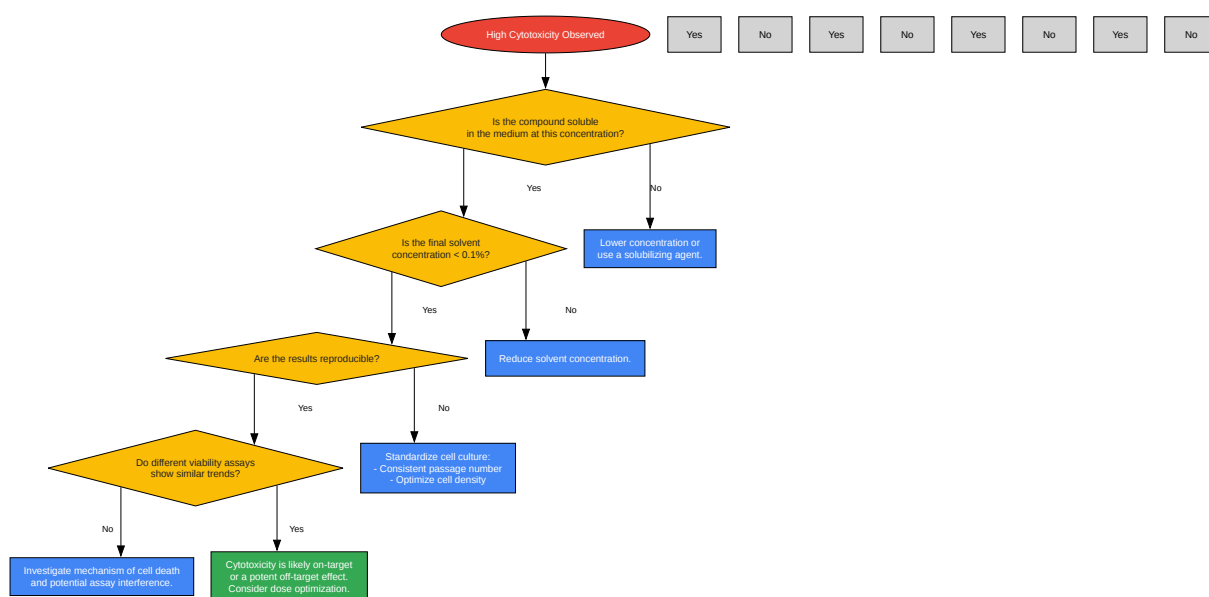 High Cytotoxicity Observed
Yes
No
Yes
No
Yes
No
Yes
No
Is the compound soluble
in the medium at this concentration?
Yes
No
Is the final solvent
concentration < 0.1%?
Lower concentration or
use a solubilizing agent.
Yes
No
Are the results reproducible?
Reduce solvent concentration.
Yes
No
Do different viability assays
show similar trends?
Standardize cell culture:
- Consistent passage number
- Optimize cell density
No
Yes
Investigate mechanism of cell death
and potential assay interference.
Cytotoxicity is likely on-target
or a potent off-target effect.
Consider dose optimization.